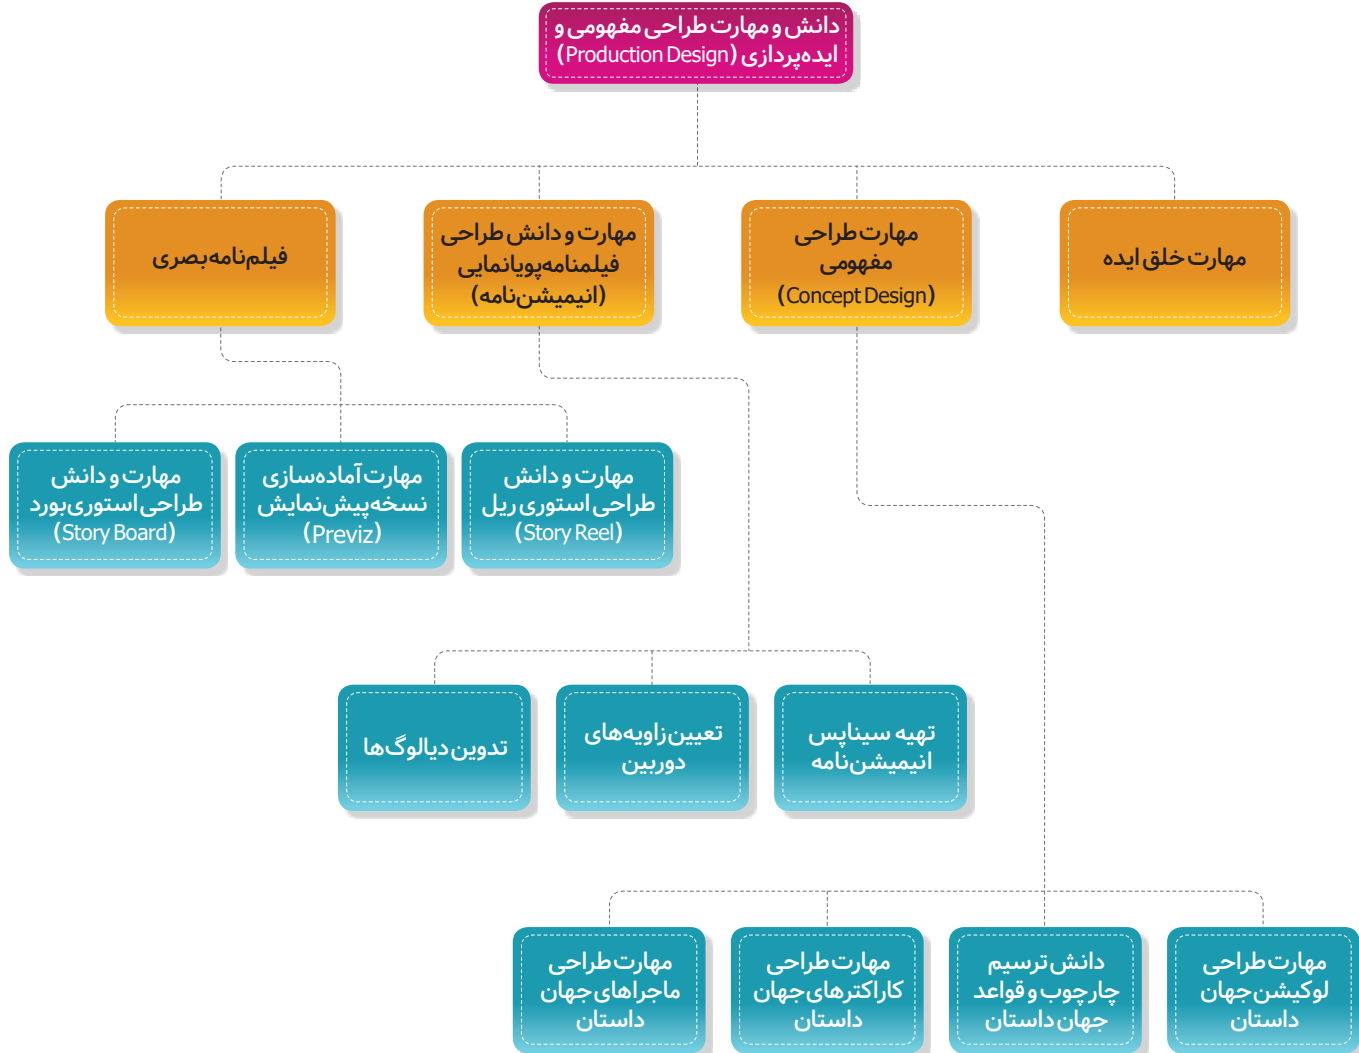 دانش و مهارت طراحی مفهومی و
ایده‌پردازی (Production Design)
مهارت خلق ایده
مهارت طراحی
مفهومی
(Concept Design)
مهارت و دانش طراحی
فیلمنامه پویانمایی
(انیمیشن‌نامه)
فیلم‌نامه بصری
مهارت و دانش
طراحی استوری ریل
(Story Reel)
مهارت آماده‌سازی
نسخه پیش‌نمایش
(Previz)
مهارت و دانش
طراحی استوری‌بورد
(Story Board)
تهیه سیناپس
انیمیشن‌نامه
تعیین زاویه‌های
دوربین
تدوین دیالوگ‌ها
مهارت طراحی
لوکیشن جهان
داستان
دانش ترسیم
چارچوب و قواعد
جهان داستان
مهارت طراحی
کاراکترهای جهان
داستان
مهارت طراحی
ماجراهای جهان
داستان